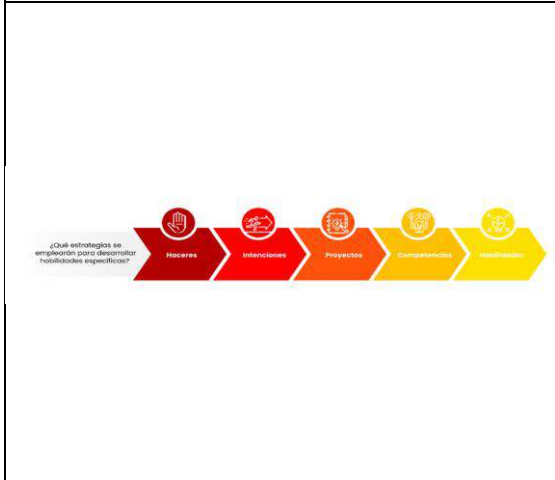 ¿Qué estrategias se
emplearán para desarrollar
habilidades específicas?
Haceres
Intenciones
Proyectos
Competencias
Habilidades